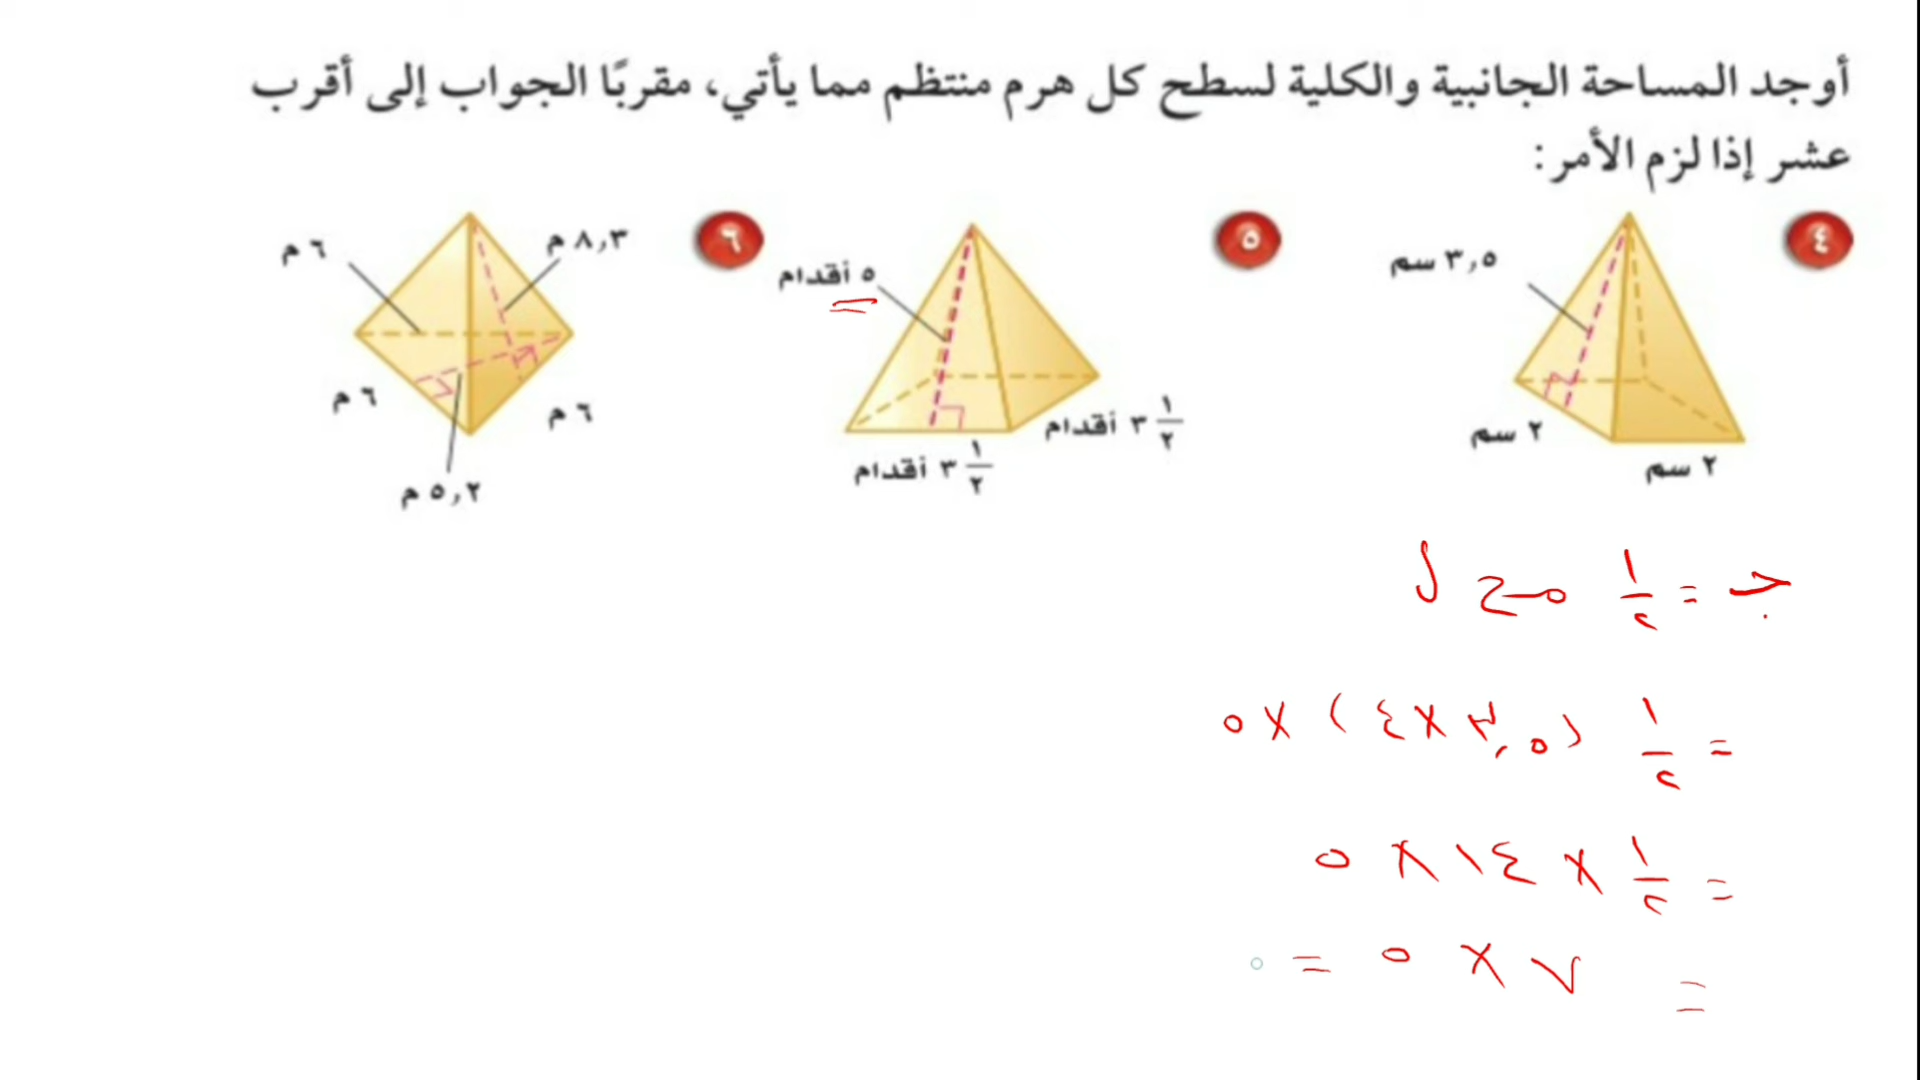 أوجد المساحة الجانبية والكلية لسطح كل هرم منتظم مما يأتي، مقربًا الجواب إلى أقرب
عشر إذا لزم الأمر:
٤
٣,٥ سم
٢ سم
٢ سم
٥
٥ أقدام
٣ ١/٢ أقدام
٣ ١/٢ أقدام
٦
٨,٣ م
٦ م
٦ م
٦ م
٥,٢ م
جـ = ١/٢ مح ل
= ١/٢ (٣,٥ × ٤) × ٥
= ١/٢ × ١٤ × ٥
= ٧ × ٥ =